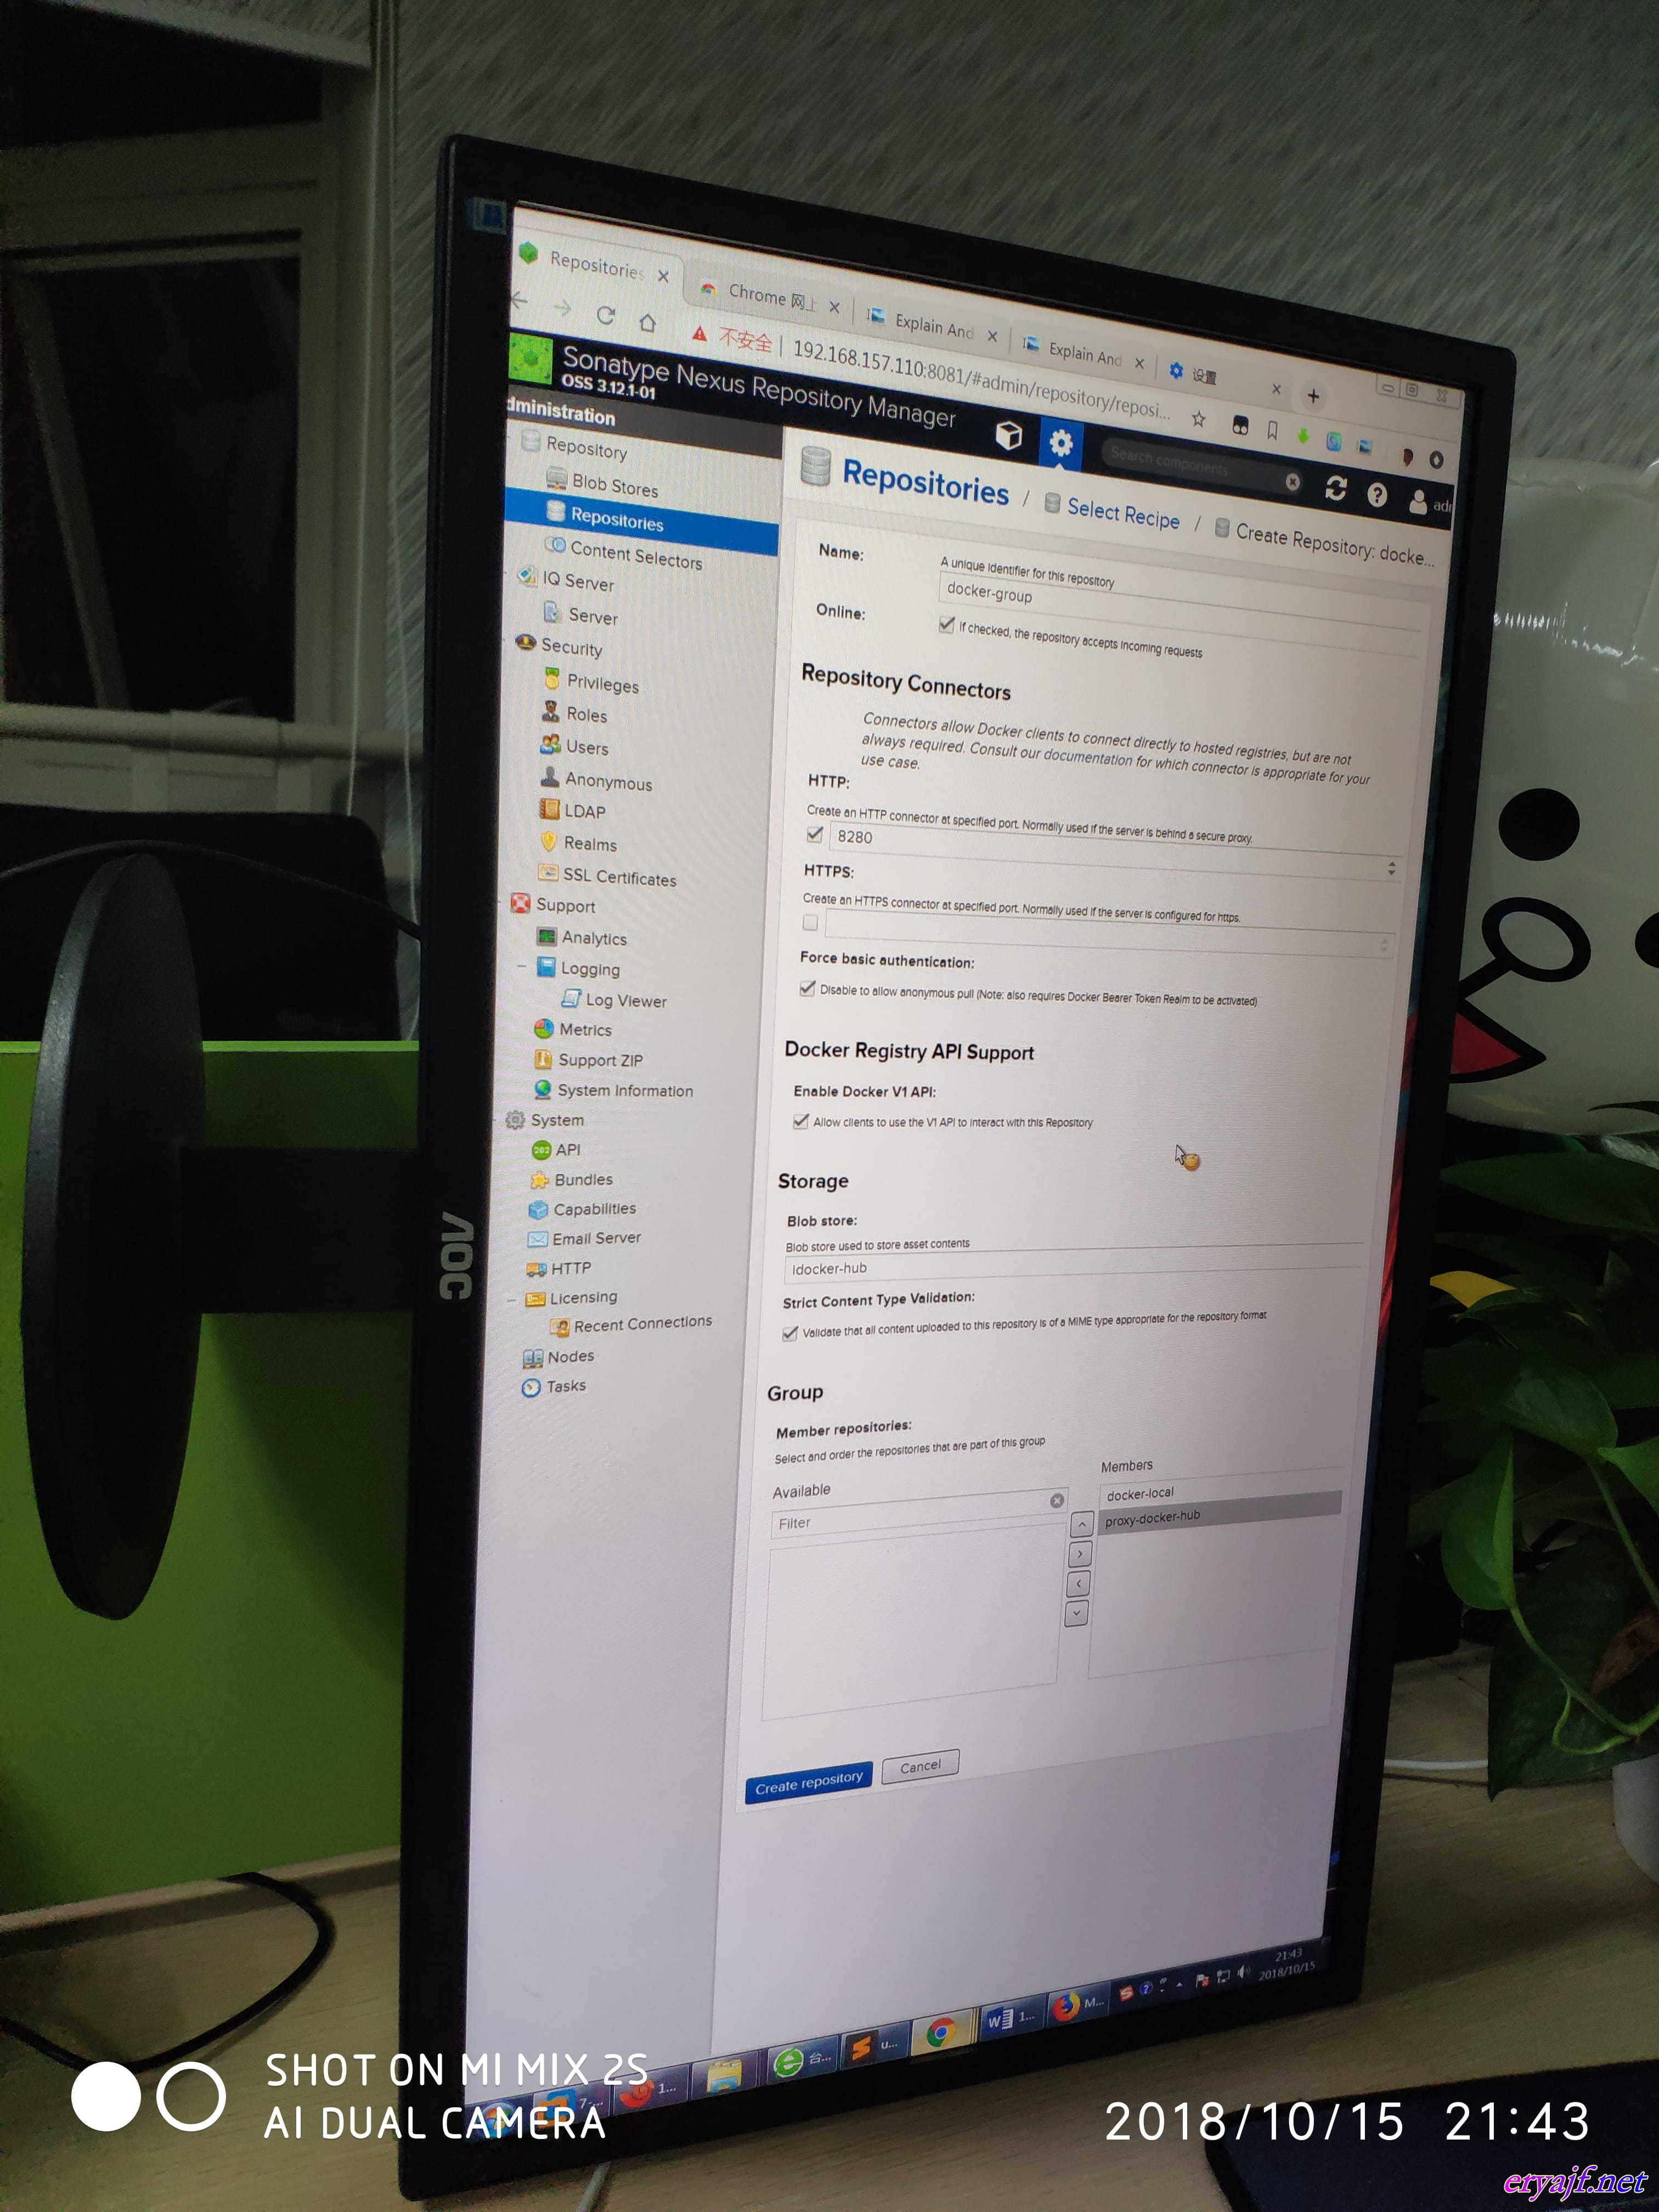 Repositories
Chrome 网上
Explain And
Explain And
设置
不安全 | 192.168.157.110:8081/#admin/repository/reposi...
Sonatype Nexus Repository Manager
OSS 3.12.1-01
Search components
adr
dministration
Repository
Blob Stores
Repositories
Content Selectors
IQ Server
Server
Security
Privileges
Roles
Users
Anonymous
LDAP
Realms
SSL Certificates
Support
Analytics
Logging
Log Viewer
Metrics
Support ZIP
System Information
System
API
Bundles
Capabilities
Email Server
HTTP
Licensing
Recent Connections
Nodes
Tasks
Repositories / Select Recipe / Create Repository: docke...
Name:
A unique identifier for this repository
docker-group
Online:
If checked, the repository accepts incoming requests
Repository Connectors
Connectors allow Docker clients to connect directly to hosted registries, but are not
always required. Consult our documentation for which connector is appropriate for your
use case.
HTTP:
Create an HTTP connector at specified port. Normally used if the server is behind a secure proxy.
8280
HTTPS:
Create an HTTPS connector at specified port. Normally used if the server is configured for https.
Force basic authentication:
Disable to allow anonymous pull (Note: also requires Docker Bearer Token Realm to be activated)
Docker Registry API Support
Enable Docker V1 API:
Allow clients to use the V1 API to interact with this Repository
Storage
Blob store:
Blob store used to store asset contents
idocker-hub
Strict Content Type Validation:
Validate that all content uploaded to this repository is of a MIME type appropriate for the repository format
Group
Member repositories:
Select and order the repositories that are part of this group
Available
Filter
Members
docker-local
proxy-docker-hub
Create repository
Cancel
AOC
7-...
1...
台...
u...
1...
M...
21:43
2018/10/15
SHOT ON MI MIX 2S
AI DUAL CAMERA
2018/10/15 21:43
eryajf.net